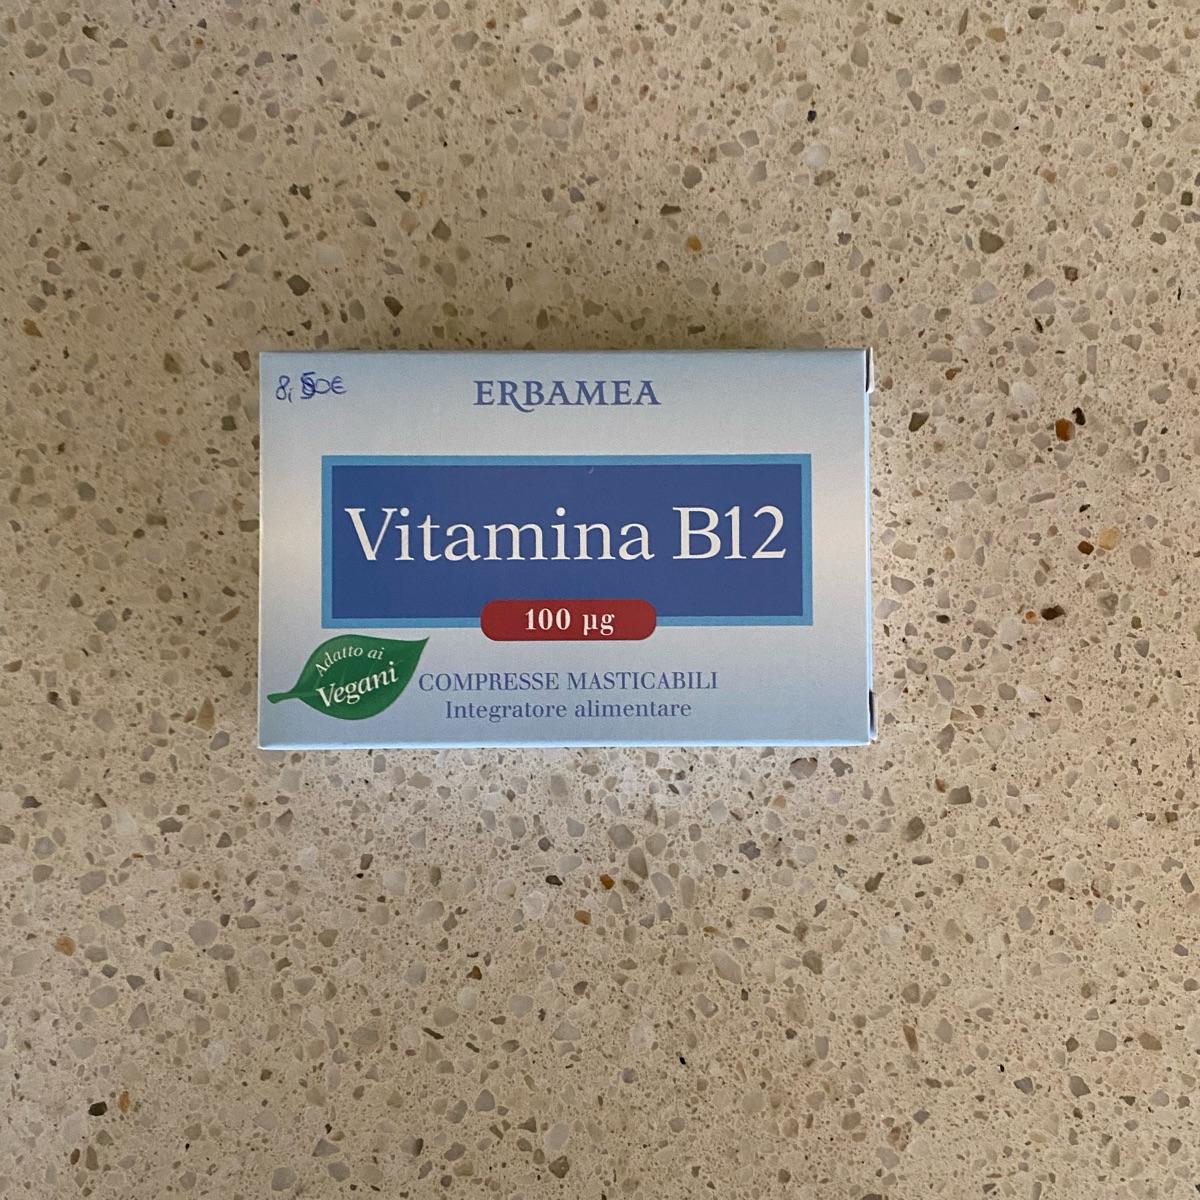 8,50€
ERBAMEA
Vitamina B12
100 µg
Adatto ai
Vegani
COMPRESSE MASTICABILI
Integratore alimentare